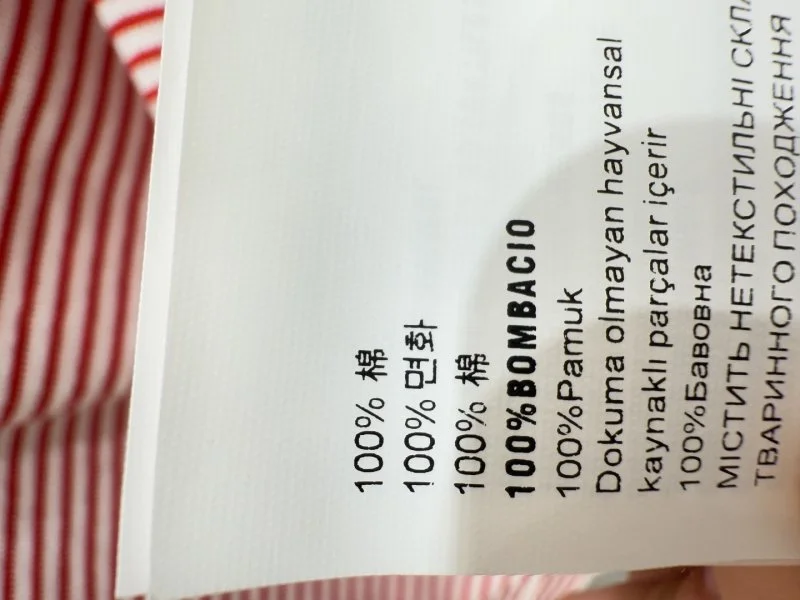 100% 棉
100% 면화
100% 棉
100%BOMBACIO
100%Pamuk
Dokuma olmayan hayvansal
kaynaklı parçalar içerir
100%Бавовна
МІСТИТЬ НЕТЕКСТИЛЬНІ
ТВАРИННОГО ПОХОДЖЕННЯ